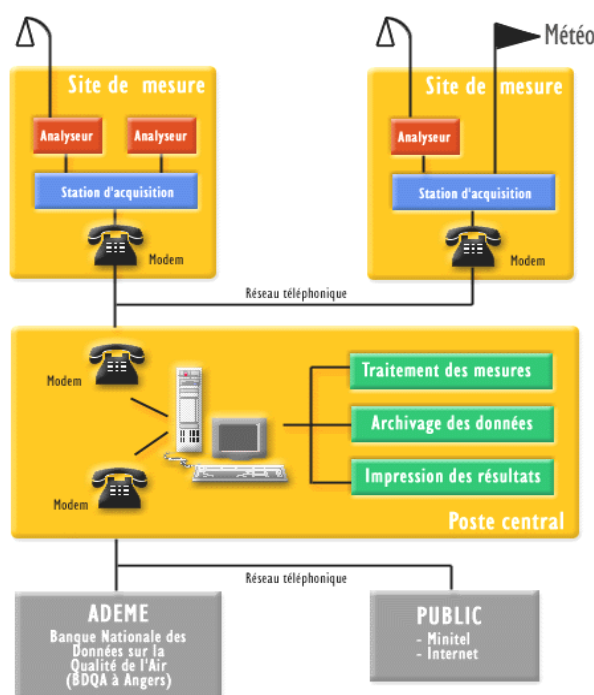 Météo
Site de mesure
Analyseur
Analyseur
Station d'acquisition
Modem
Site de mesure
Analyseur
Station d'acquisition
Modem
Réseau téléphonique
Modem
Modem
Traitement des mesures
Archivage des données
Impression des résultats
Poste central
Réseau téléphonique
ADEME
Banque Nationale des
Données sur la
Qualité de l'Air
(BDQA à Angers)
PUBLIC
- Minitel
- Internet